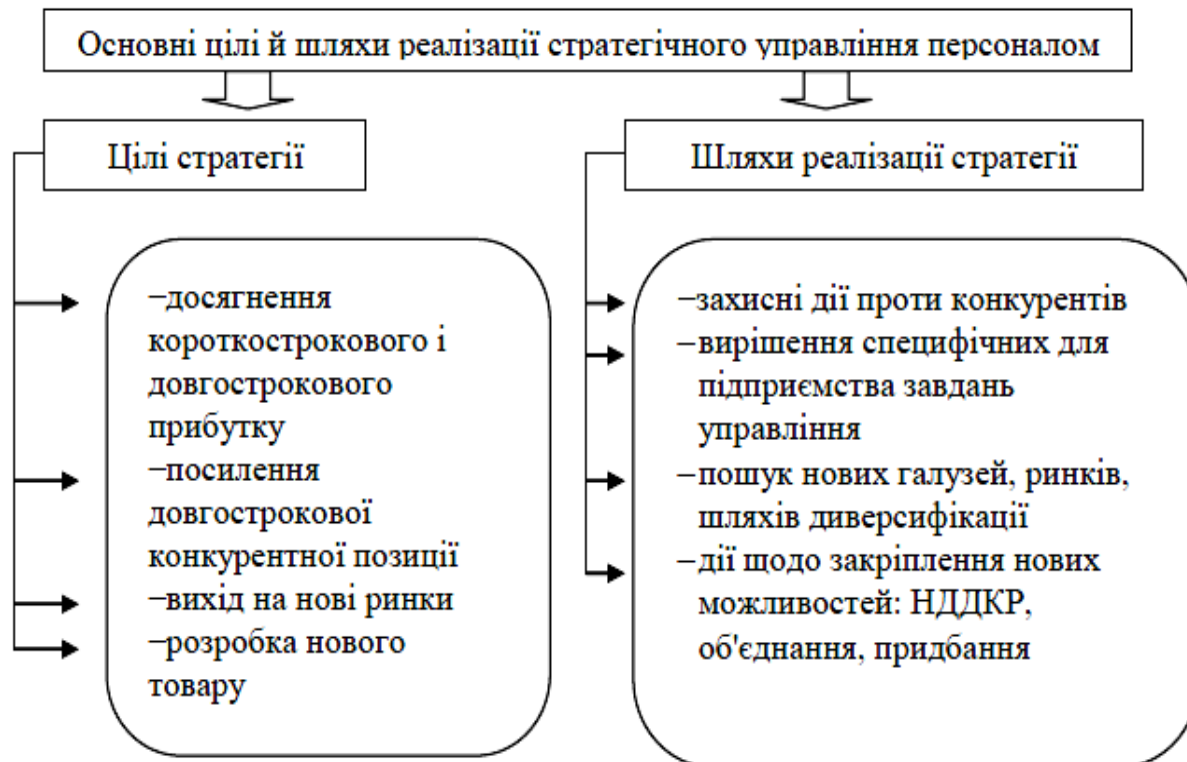 Основні цілі й шляхи реалізації стратегічного управління персоналом
Цілі стратегії
–досягнення
короткострокового і
довгострокового
прибутку
–посилення
довгострокової
конкурентної позиції
–вихід на нові ринки
–розробка нового
товару
Шляхи реалізації стратегії
–захисні дії проти конкурентів
–вирішення специфічних для
підприємства завдань
управління
–пошук нових галузей, ринків,
шляхів диверсифікації
–дії щодо закріплення нових
можливостей: НДДКР,
об'єднання, придбання